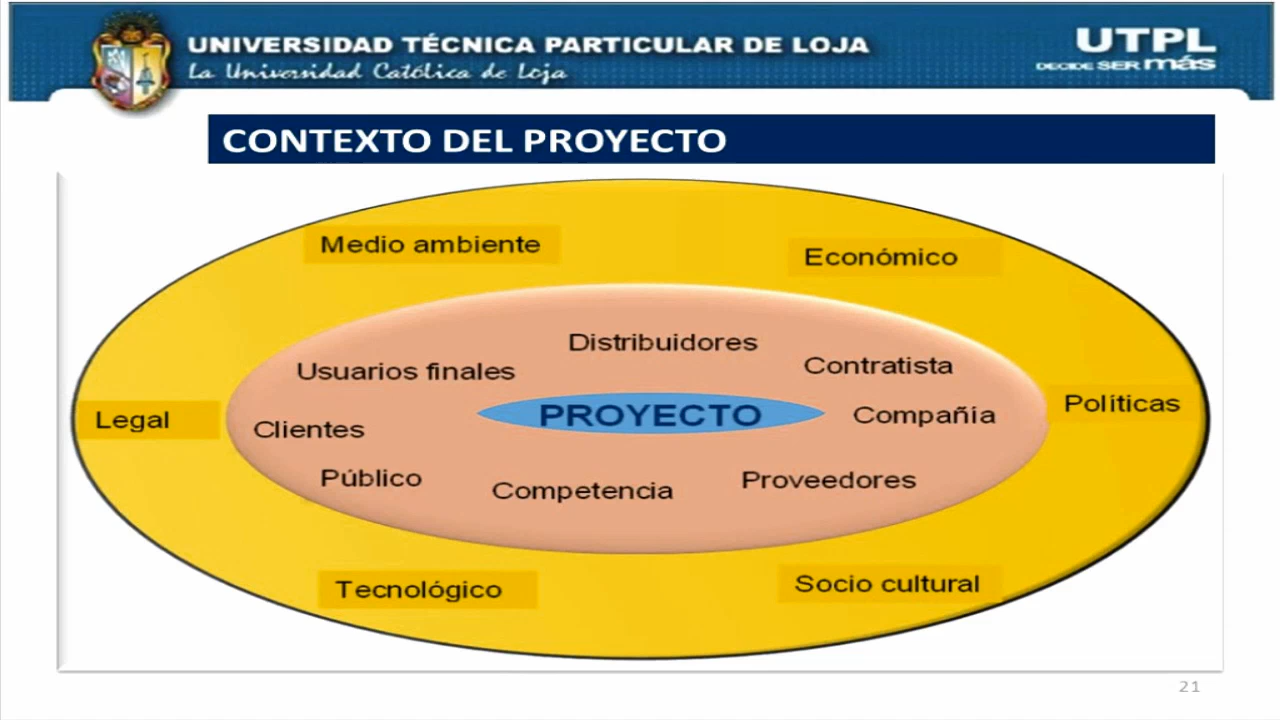 UNIVERSIDAD TÉCNICA PARTICULAR DE LOJA
La Universidad Católica de Loja
UTPL
DECIDE SER más
CONTEXTO DEL PROYECTO
Medio ambiente
Económico
Distribuidores
Usuarios finales
Contratista
Legal
Clientes
PROYECTO
Compañía
Políticas
Público
Competencia
Proveedores
Tecnológico
Socio cultural
21